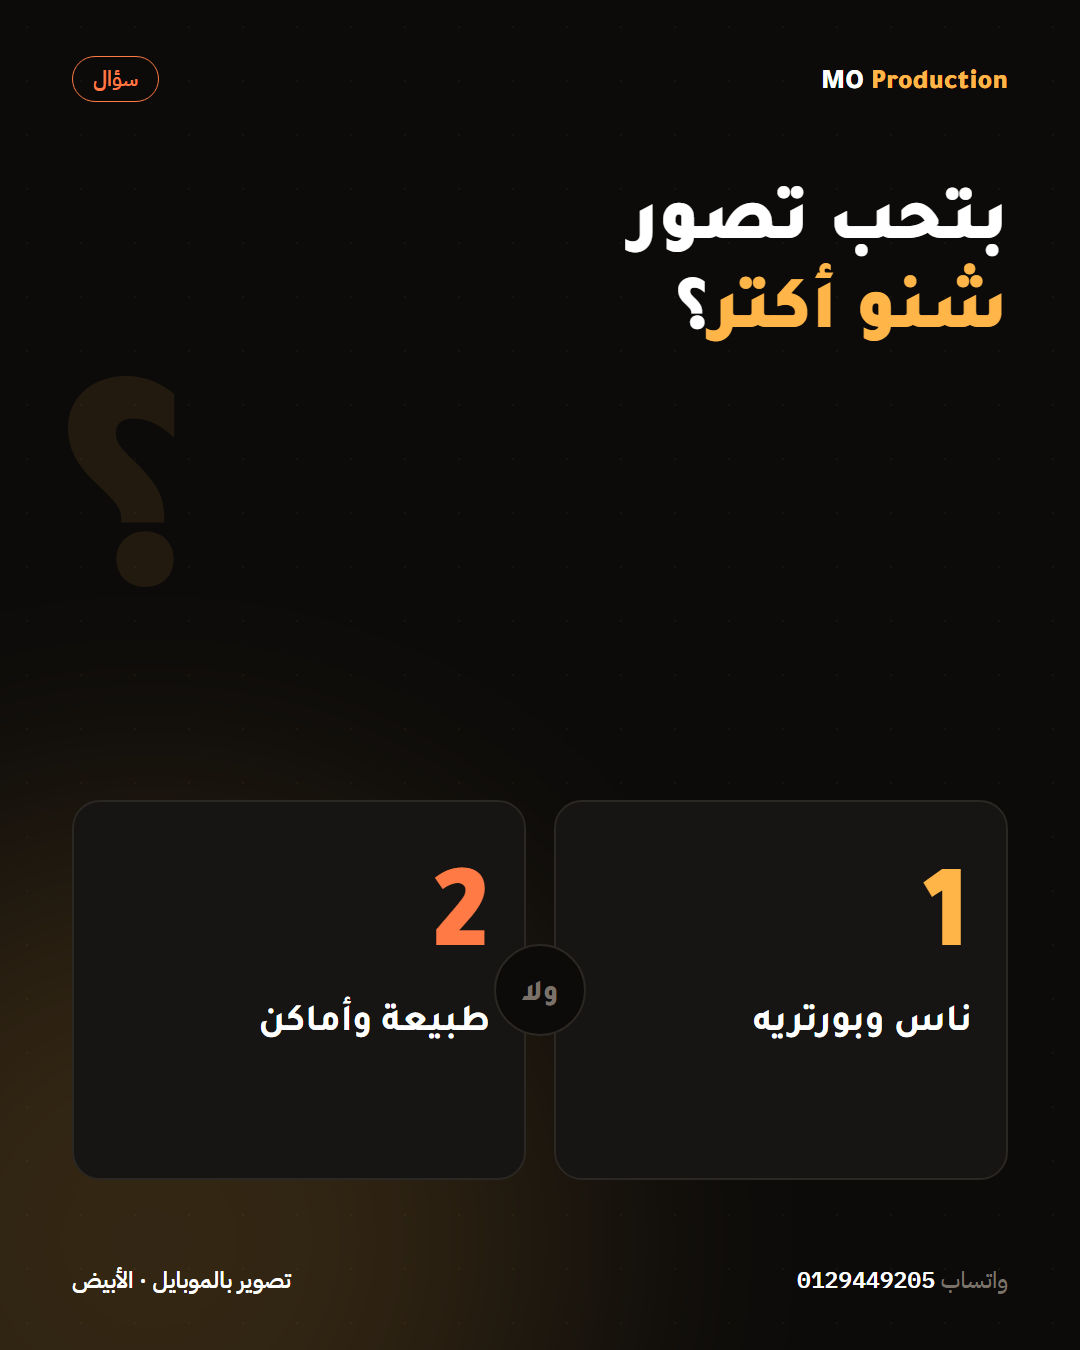 MO Production
سؤال
بتحب تصور
شنو أكتر؟
؟
1
ناس وبورتريه
ولا
2
طبيعة وأماكن
واتساب 0129449205
تصوير بالموبايل · الأبيض